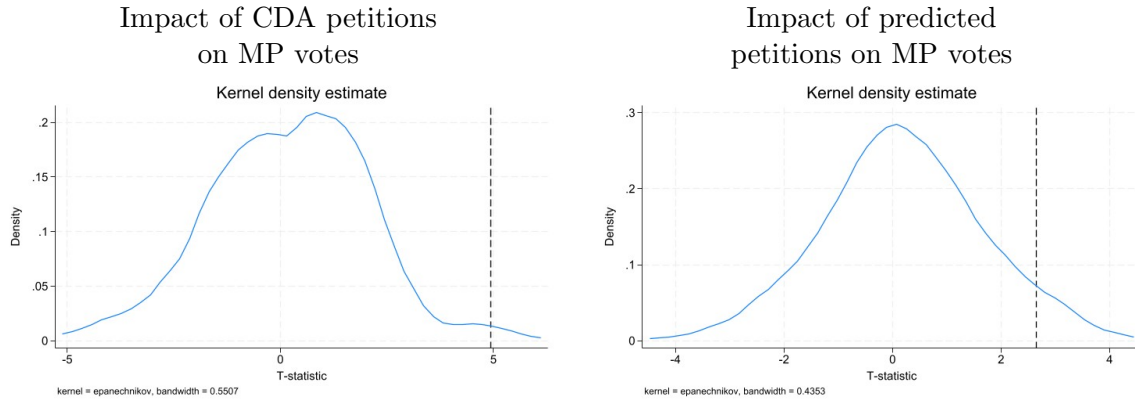 Impact of CDA petitions
on MP votes
Kernel density estimate
Density
.2
.15
.1
.05
0
-5
0
5
T-statistic
kernel = epanechnikov, bandwidth = 0.5507
Impact of predicted
petitions on MP votes
Kernel density estimate
Density
.3
.2
.1
0
-4
-2
0
2
4
T-statistic
kernel = epanechnikov, bandwidth = 0.4353